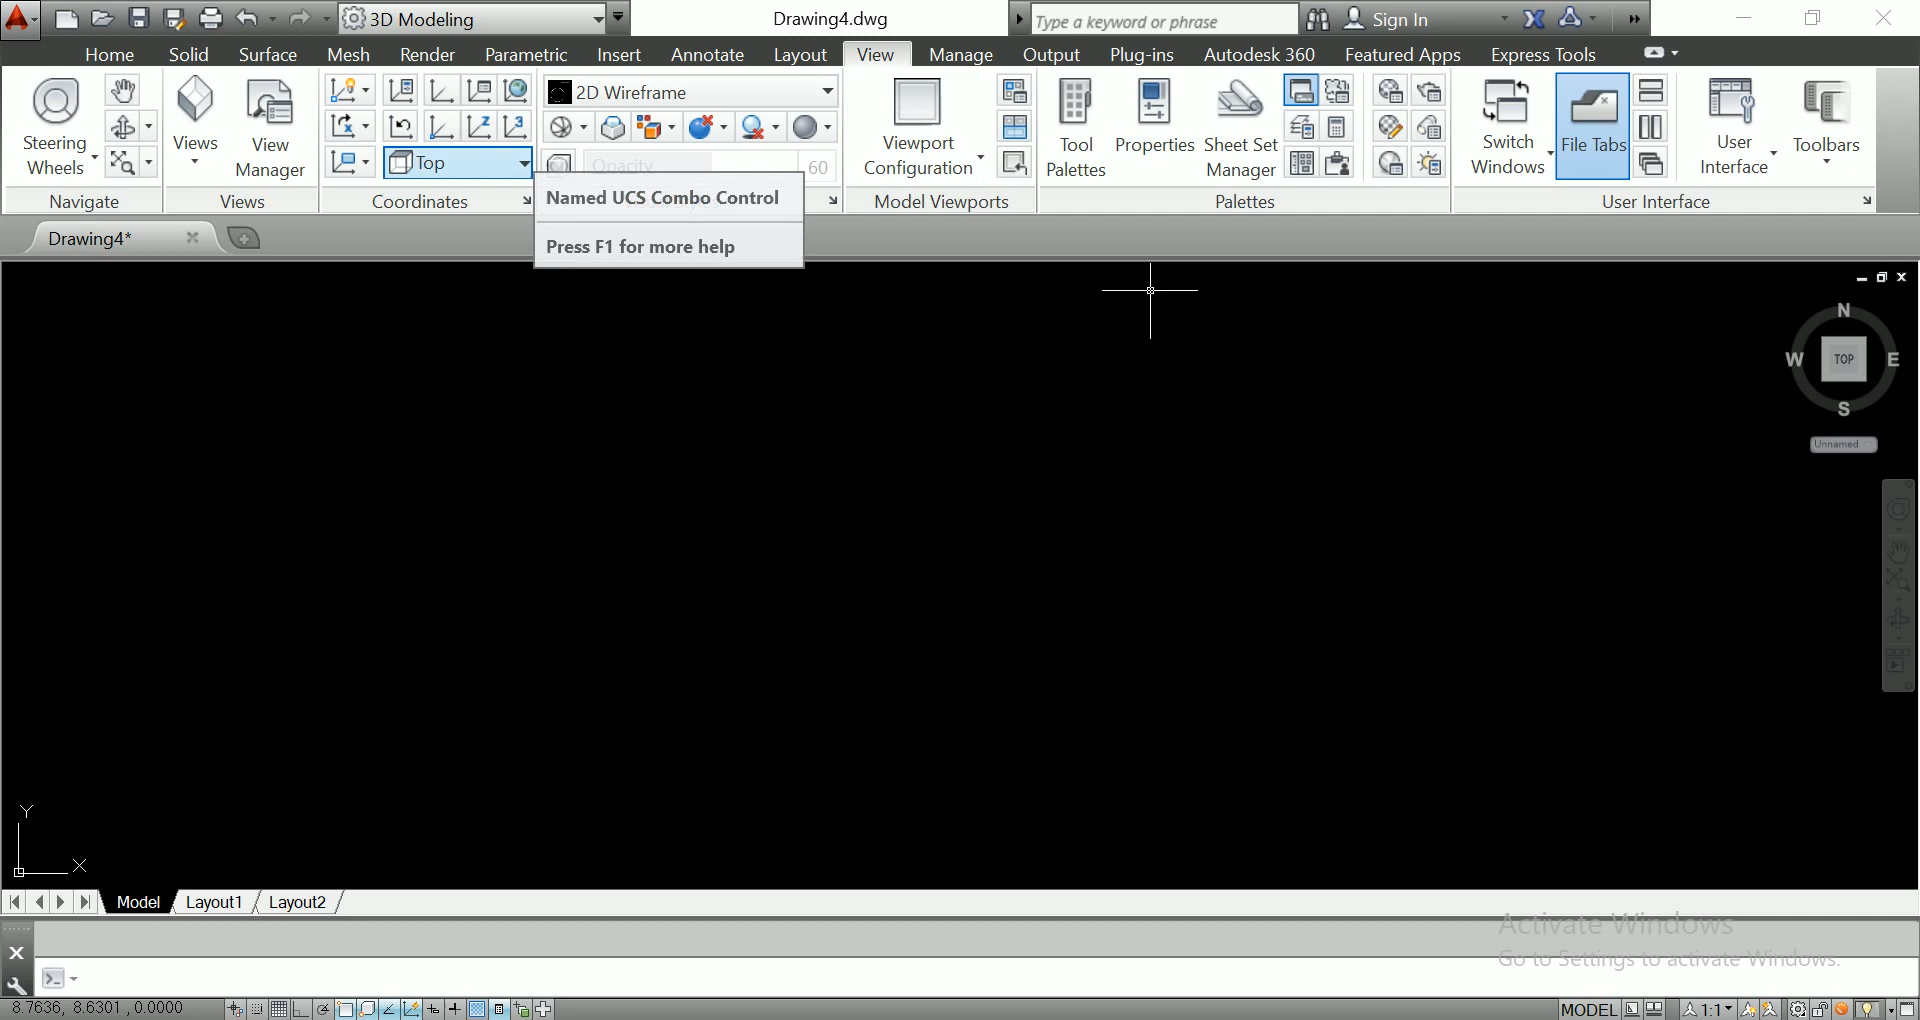 3D Modeling Drawing4.dwg Type a keyword or phrase Sign In
Home Solid Surface Mesh Render Parametric Insert Annotate Layout View Manage Output Plug-ins Autodesk 360 Featured Apps Express Tools
2D Wireframe
Steering Wheels
Views
View Manager
Top
Opacity 60
Viewport Configuration
Tool Palettes
Properties
Sheet Set Manager
Switch Windows
File Tabs
User Interface
Toolbars
Navigate Views Coordinates Model Viewports Palettes User Interface
Named UCS Combo Control
Press F1 for more help
Drawing4*
N
W TOP E
S
Unnamed
Y
X
Model Layout1 Layout2
Activate Windows
Go to Settings to activate Windows.
8.7636, 8.6301 , 0.0000 MODEL 1:1